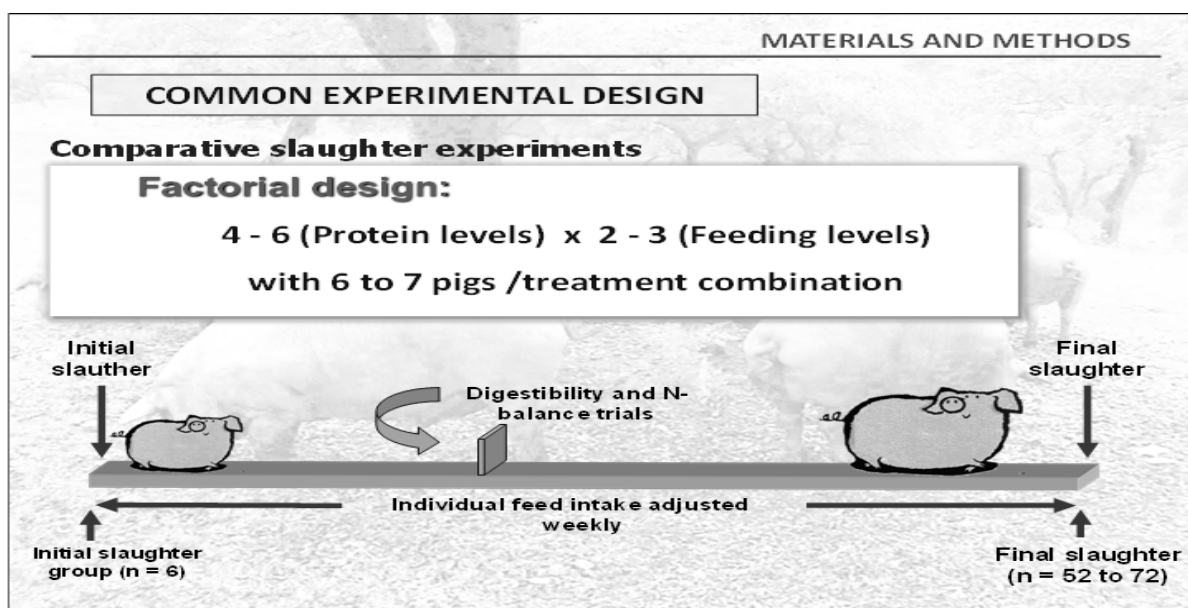 MATERIALS AND METHODS
COMMON EXPERIMENTAL DESIGN
Comparative slaughter experiments
Factorial design:
4 - 6 (Protein levels) x 2 - 3 (Feeding levels)
with 6 to 7 pigs /treatment combination
Initial
slauther
Digestibility and N-
balance trials
Final
slaughter
Individual feed intake adjusted
weekly
Initial slaughter
group (n = 6)
Final slaughter
(n = 52 to 72)